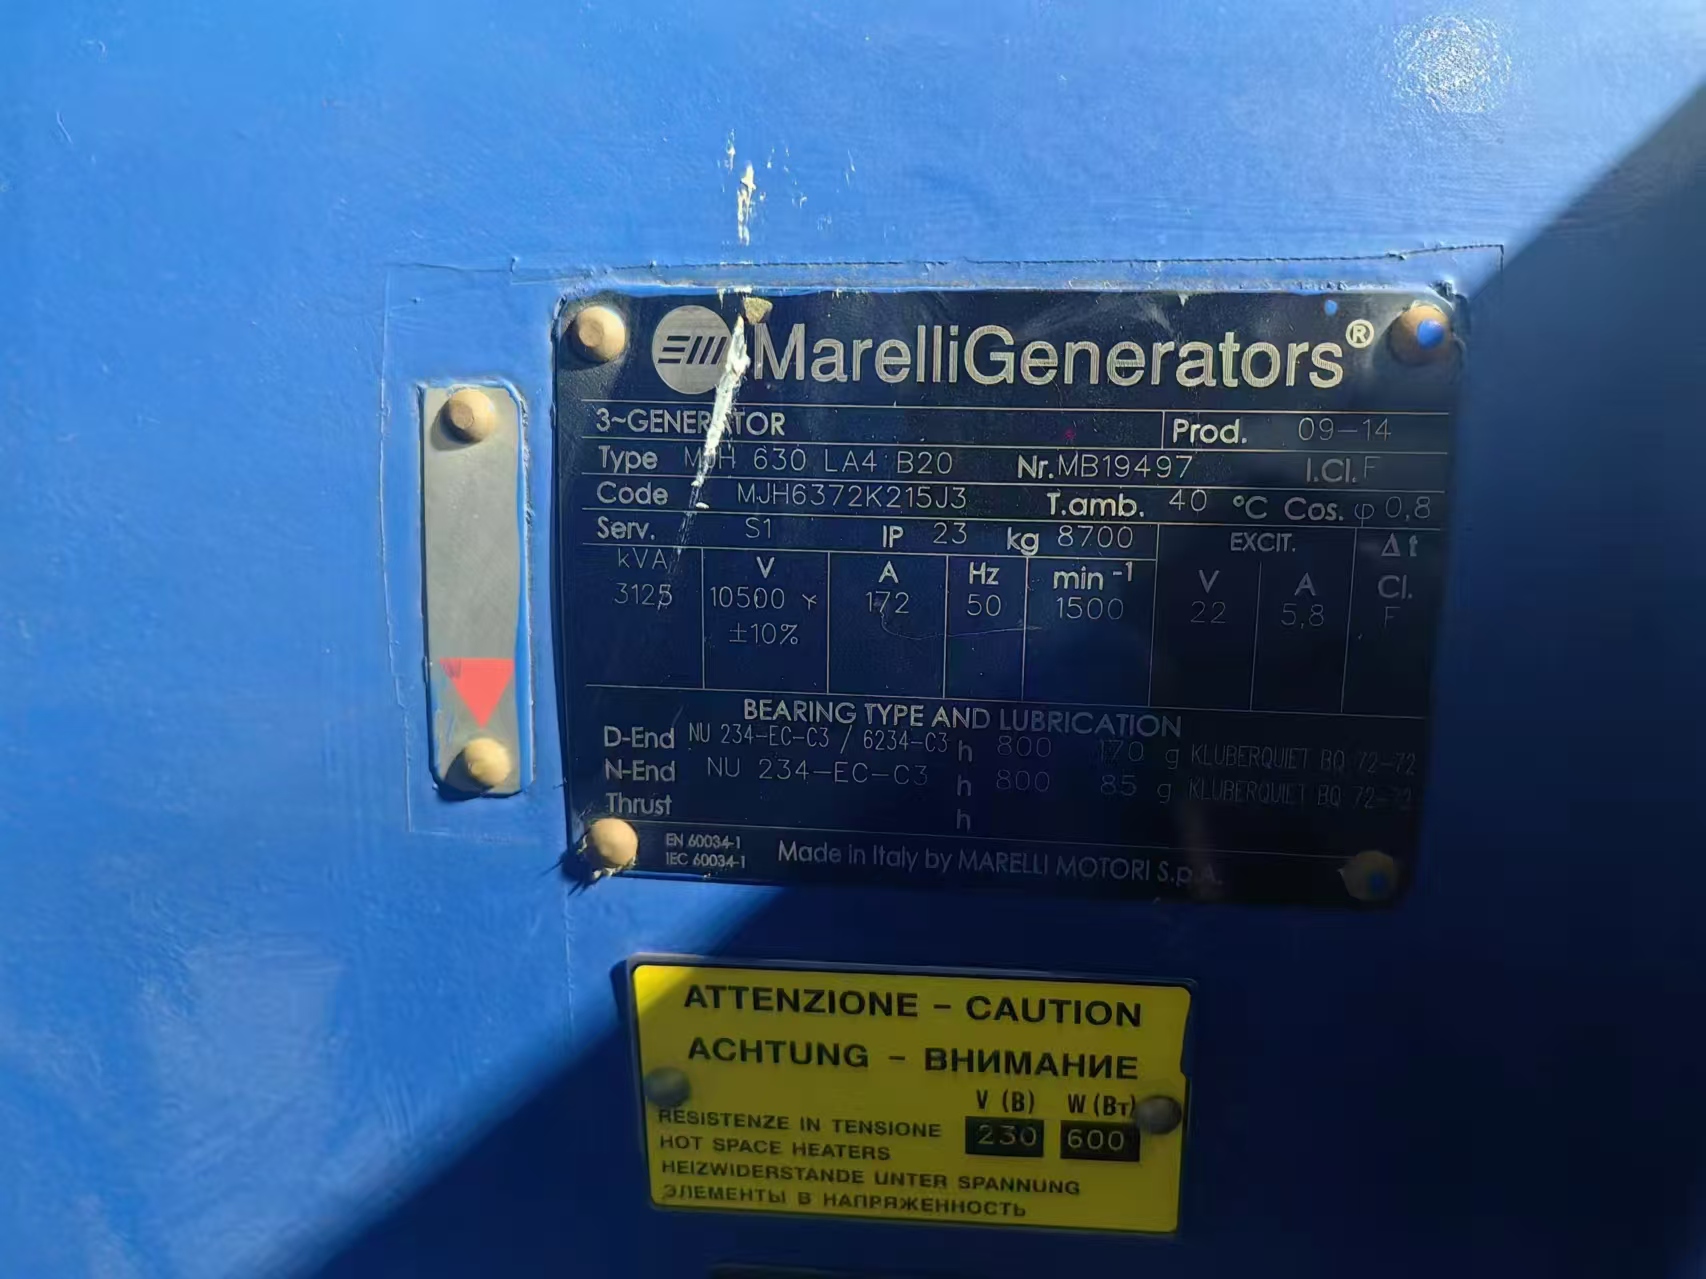 MarelliGenerators®
3~GENERATOR Prod. 09-14
Type MJH 630 LA4 B20 Nr. MB19497 I.Cl. F
Code MJH6372K215J3 T.amb. 40 °C Cos. φ 0,8
Serv. S1 IP 23 kg 8700 EXCIT. Δt
kVA V A Hz min -1 V A Cl.
3125 10500 Y 172 50 1500 22 5,8 F
±10%
BEARING TYPE AND LUBRICATION
D-End NU 234-EC-C3 / 6234-C3 h 800 170 g KLUBERQUIET BQ 72-72
N-End NU 234-EC-C3 h 800 85 g KLUBERQUIET BQ 72-72
Thrust h
EN 60034-1
IEC 60034-1
Made in Italy by MARELLI MOTORI S.p.A.
ATTENZIONE - CAUTION
ACHTUNG - ВНИМАНИЕ
V (B) W (Вт)
RESISTENZE IN TENSIONE 230 600
HOT SPACE HEATERS
HEIZWIDERSTANDE UNTER SPANNUNG
ЭЛЕМЕНТЫ В НАПРЯЖЕННОСТЬ